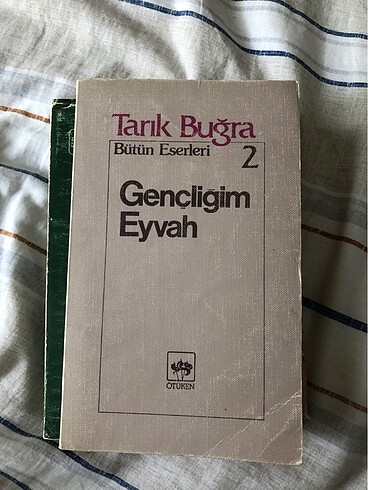 Tarık Buğra
Bütün Eserleri 2
Gençliğim
Eyvah
ÖTÜKEN